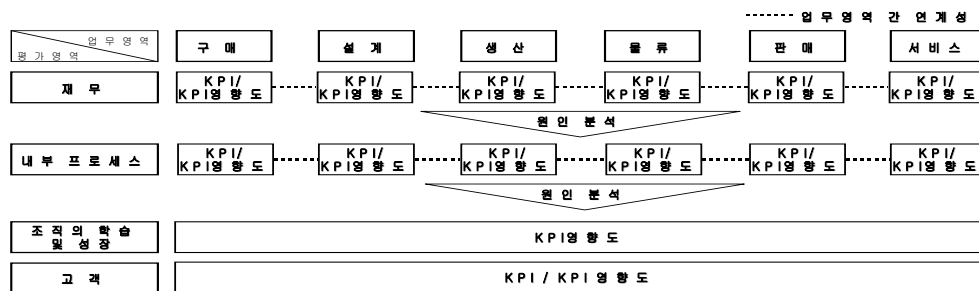 업무영역 간 연계성
업무영역
평가영역
구매
설계
생산
물류
판매
서비스
재무
KPI/
KPI영향도
KPI/
KPI영향도
KPI/
KPI영향도
KPI/
KPI영향도
KPI/
KPI영향도
KPI/
KPI영향도
원인 분석
내부 프로세스
KPI/
KPI영향도
KPI/
KPI영향도
KPI/
KPI영향도
KPI/
KPI영향도
KPI/
KPI영향도
KPI/
KPI영향도
원인 분석
조직의 학습
및 성장
KPI영향도
고객
KPI / KPI 영향도